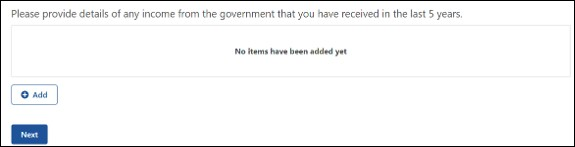 Please provide details of any income from the government that you have received in the last 5 years.
No items have been added yet
Add
Next